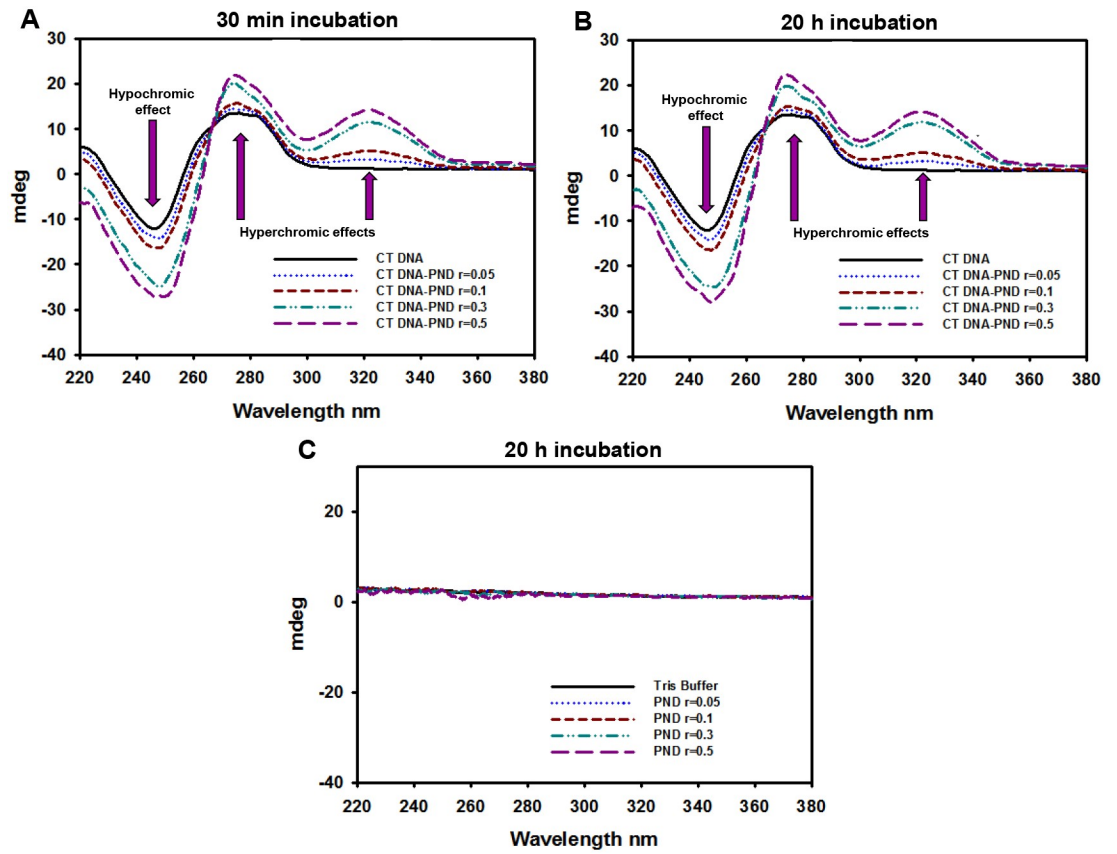 A
30 min incubation
30
20
10
0
-10
-20
-30
-40
mdeg
Hypochromic
effect
Hyperchromic effects
CT DNA
CT DNA-PND r=0.05
CT DNA-PND r=0.1
CT DNA-PND r=0.3
CT DNA-PND r=0.5
220 240 260 280 300 320 340 360 380
Wavelength nm
B
20 h incubation
30
20
10
0
-10
-20
-30
-40
mdeg
Hypochromic
effect
Hyperchromic effects
CT DNA
CT DNA-PND r=0.05
CT DNA-PND r=0.1
CT DNA-PND r=0.3
CT DNA-PND r=0.5
220 240 260 280 300 320 340 360 380
Wavelength nm
C
20 h incubation
20
0
-20
-40
mdeg
Tris Buffer
PND r=0.05
PND r=0.1
PND r=0.3
PND r=0.5
220 240 260 280 300 320 340 360 380
Wavelength nm